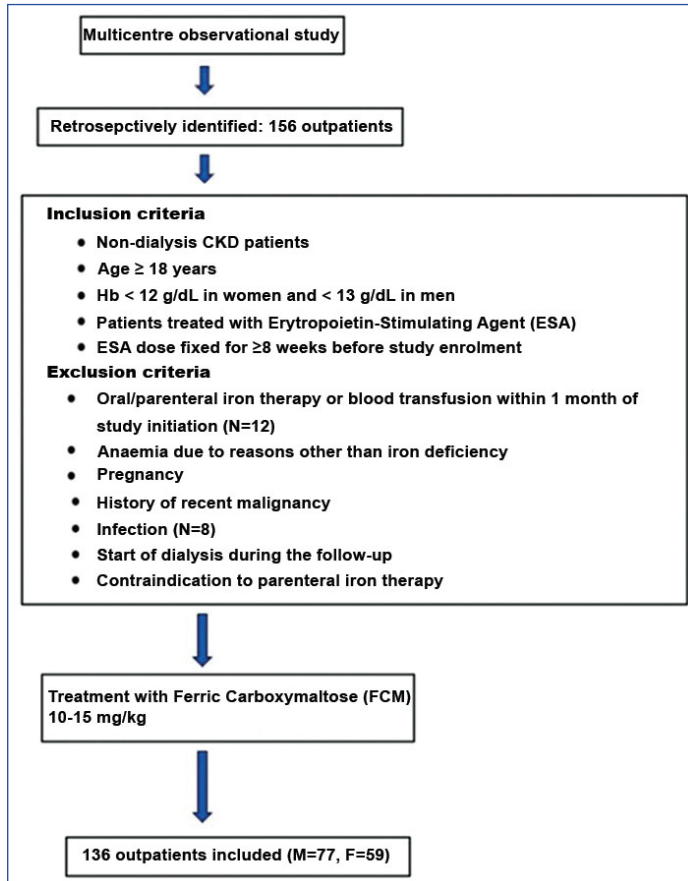 Multicentre observational study
Retrosepctively identified: 156 outpatients
Inclusion criteria
• Non-dialysis CKD patients
• Age ≥ 18 years
• Hb < 12 g/dL in women and < 13 g/dL in men
• Patients treated with Erytropoietin-Stimulating Agent (ESA)
• ESA dose fixed for ≥8 weeks before study enrolment
Exclusion criteria
• Oral/parenteral iron therapy or blood transfusion within 1 month of
study initiation (N=12)
• Anaemia due to reasons other than iron deficiency
• Pregnancy
• History of recent malignancy
• Infection (N=8)
• Start of dialysis during the follow-up
• Contraindication to parenteral iron therapy
Treatment with Ferric Carboxymaltose (FCM)
10-15 mg/kg
136 outpatients included (M=77, F=59)